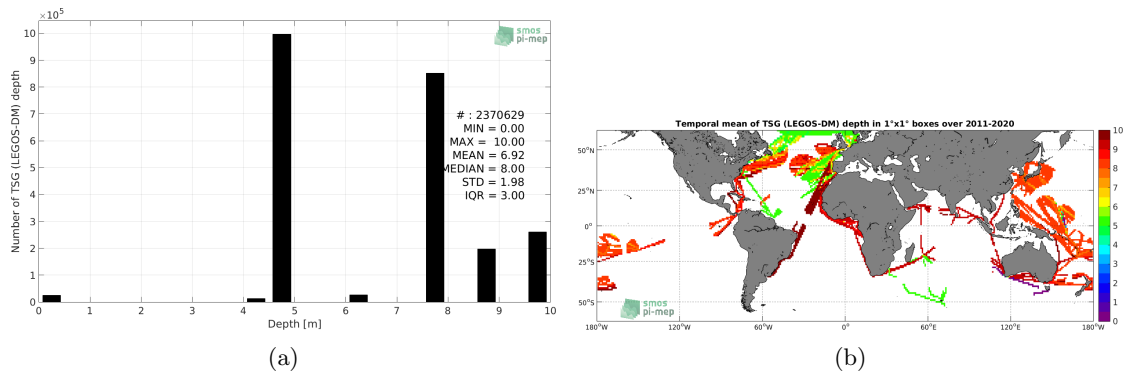 ×10⁵
10
9
8
7
6
5
4
3
2
1
0
Number of TSG (LEGOS-DM) depth
smos
pi-mep
# : 2370629
MIN = 0.00
MAX = 10.00
MEAN = 6.92
MEDIAN = 8.00
STD = 1.98
IQR = 3.00
0 1 2 3 4 5 6 7 8 9 10
Depth [m]
(a)
Temporal mean of TSG (LEGOS-DM) depth in 1°x1° boxes over 2011-2020
50°N
25°N
0°
25°S
50°S
smos
pi-mep
180°W 120°W 60°W 0° 60°E 120°E 180°W
10
9
8
7
6
5
4
3
2
1
0
(b)